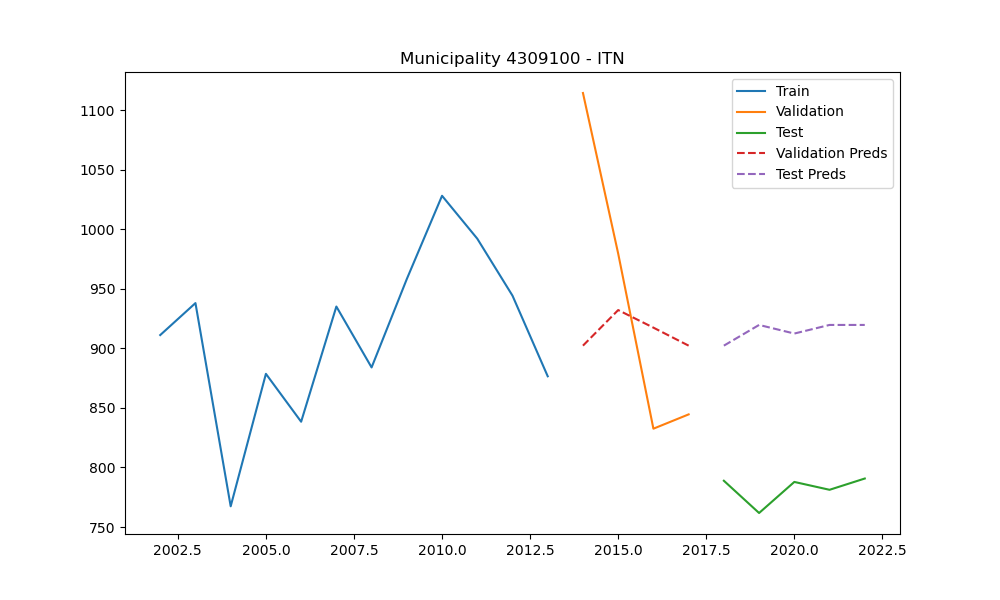 Municipality 4309100 - ITN
Train
Validation
Test
Validation Preds
Test Preds
1100
1050
1000
950
900
850
800
750
2002.5 2005.0 2007.5 2010.0 2012.5 2015.0 2017.5 2020.0 2022.5